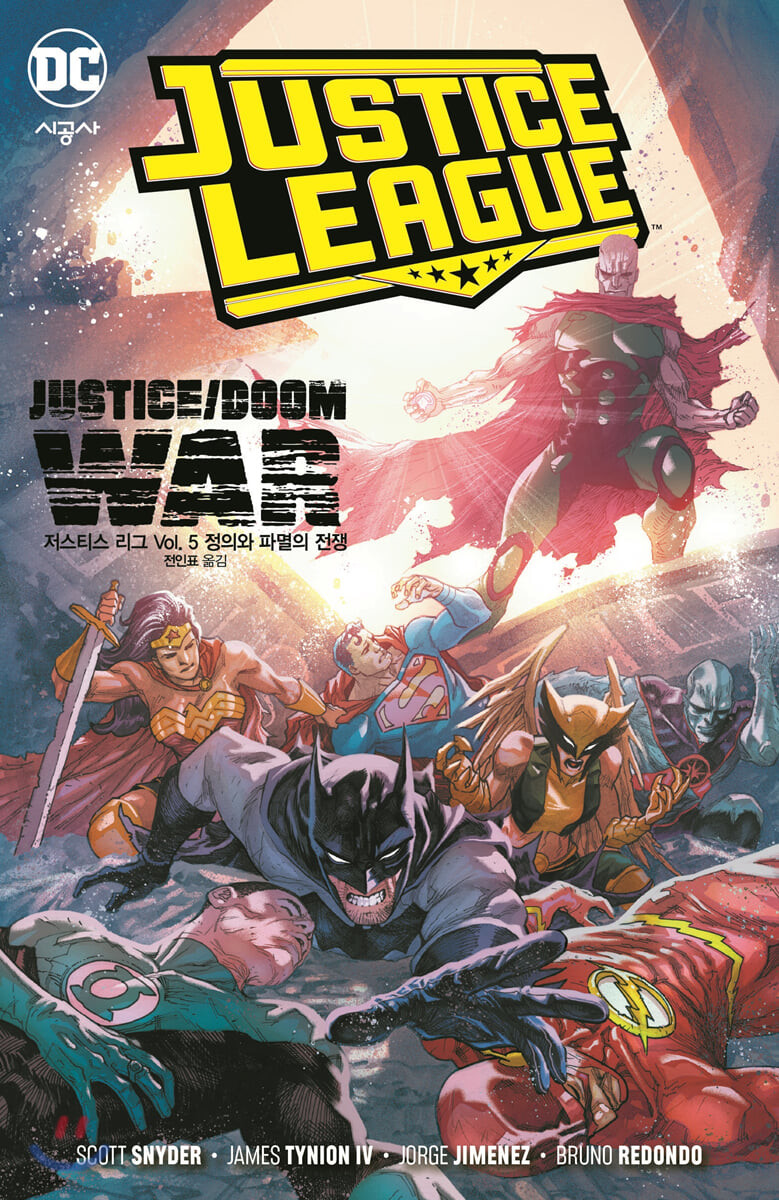 DC
시공사
JUSTICE
LEAGUE
TM
JUSTICE/DOOM
WAR
저스티스 리그 Vol. 5 정의와 파멸의 전쟁
전인표 옮김
S
SCOTT SNYDER • JAMES TYNION IV • JORGE JIMENEZ • BRUNO REDONDO